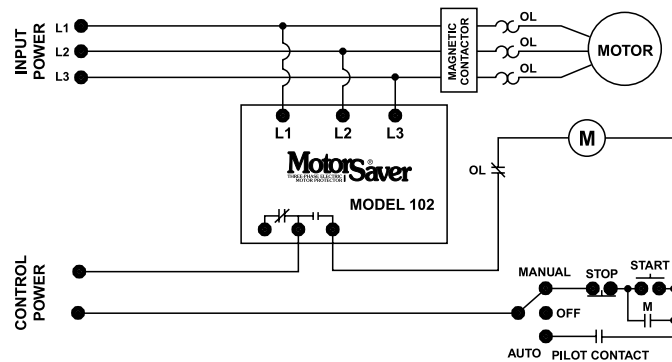 INPUT POWER
L1
L2
L3
MAGNETIC CONTACTOR
OL
OL
OL
MOTOR
L1 L2 L3
MotorSaver®
THREE-PHASE ELECTRIC
MOTOR PROTECTOR
MODEL 102
OL
M
CONTROL POWER
MANUAL
STOP
START
OFF
M
AUTO
PILOT CONTACT